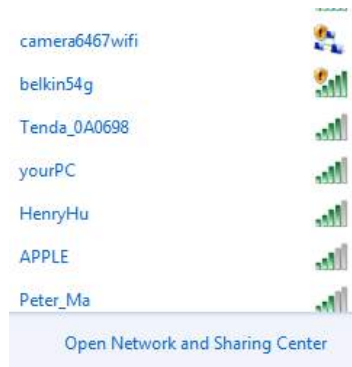 camera6467wifi
belkin54g
Tenda_0A0698
yourPC
HenryHu
APPLE
Peter_Ma
Open Network and Sharing Center